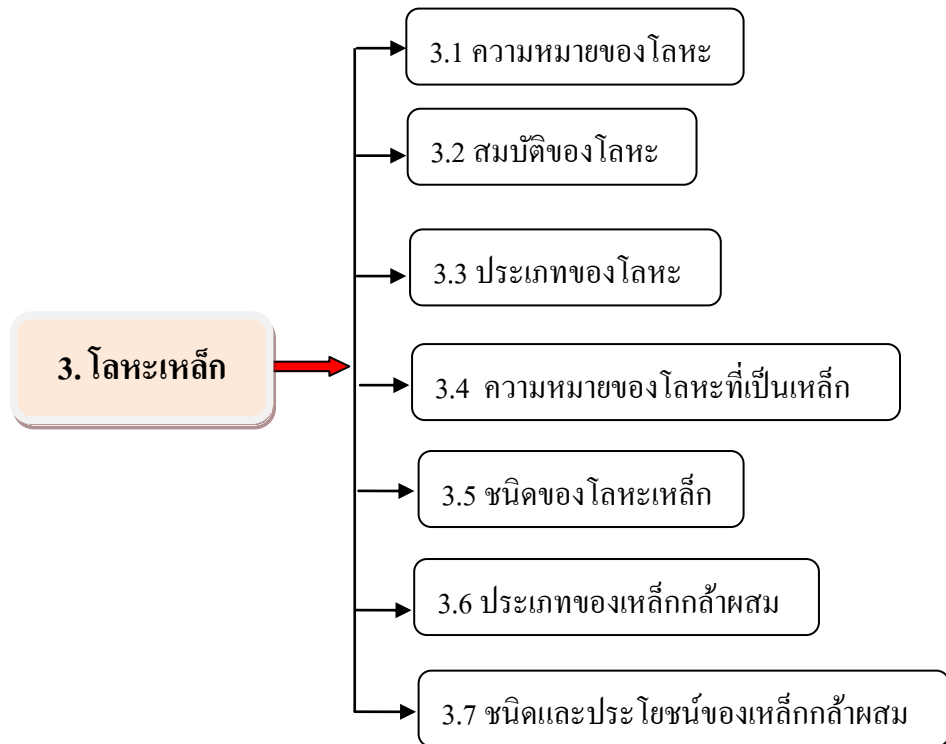 3.1 ความหมายของโลหะ
3.2 สมบัติของโลหะ
3.3 ประเภทของโลหะ
3. โลหะเหล็ก
3.4 ความหมายของโลหะที่เป็นเหล็ก
3.5 ชนิดของโลหะเหล็ก
3.6 ประเภทของเหล็กกล้าผสม
3.7 ชนิดและประโยชน์ของเหล็กกล้าผสม